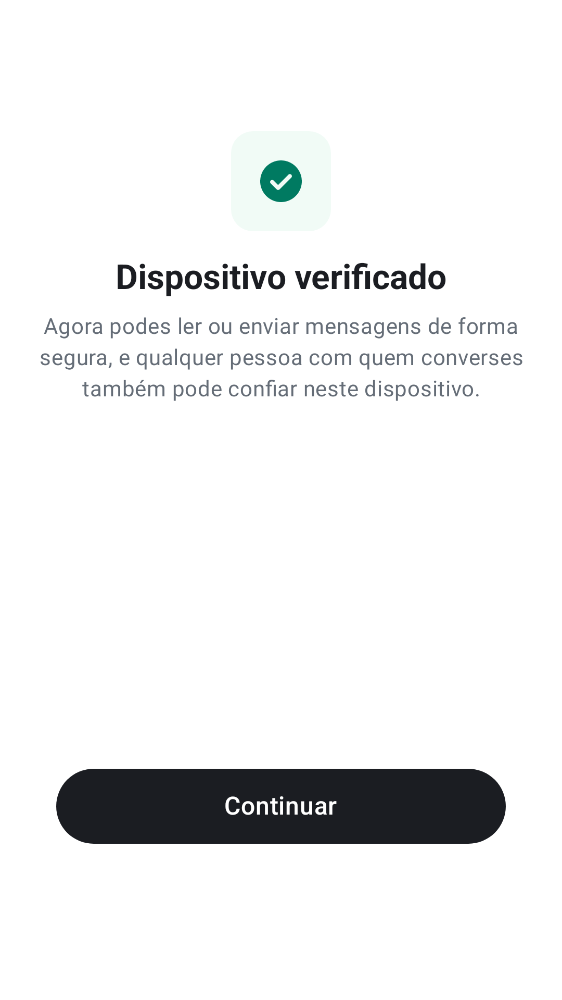 Dispositivo verificado
Agora podes ler ou enviar mensagens de forma
segura, e qualquer pessoa com quem converses
também pode confiar neste dispositivo.
Continuar